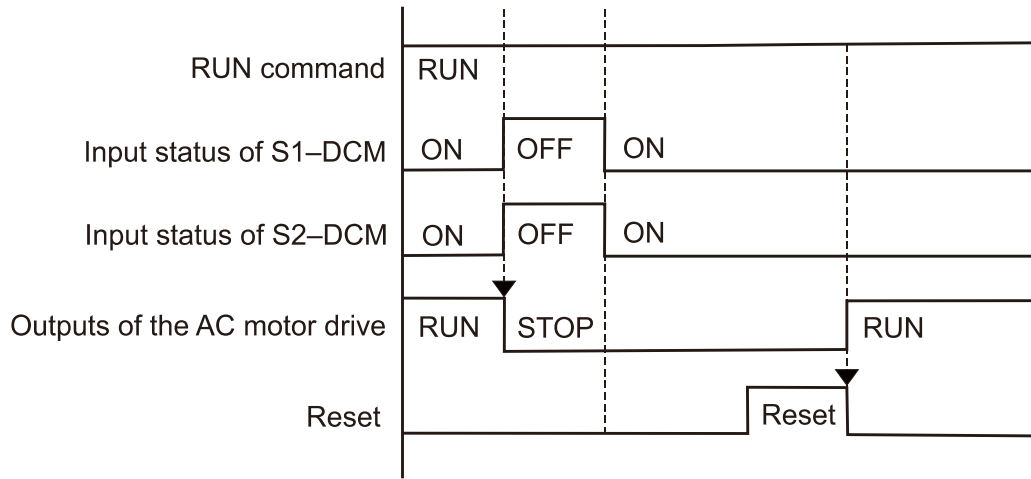 RUN command RUN
Input status of S1–DCM ON OFF ON
Input status of S2–DCM ON OFF ON
Outputs of the AC motor drive RUN STOP RUN
Reset Reset